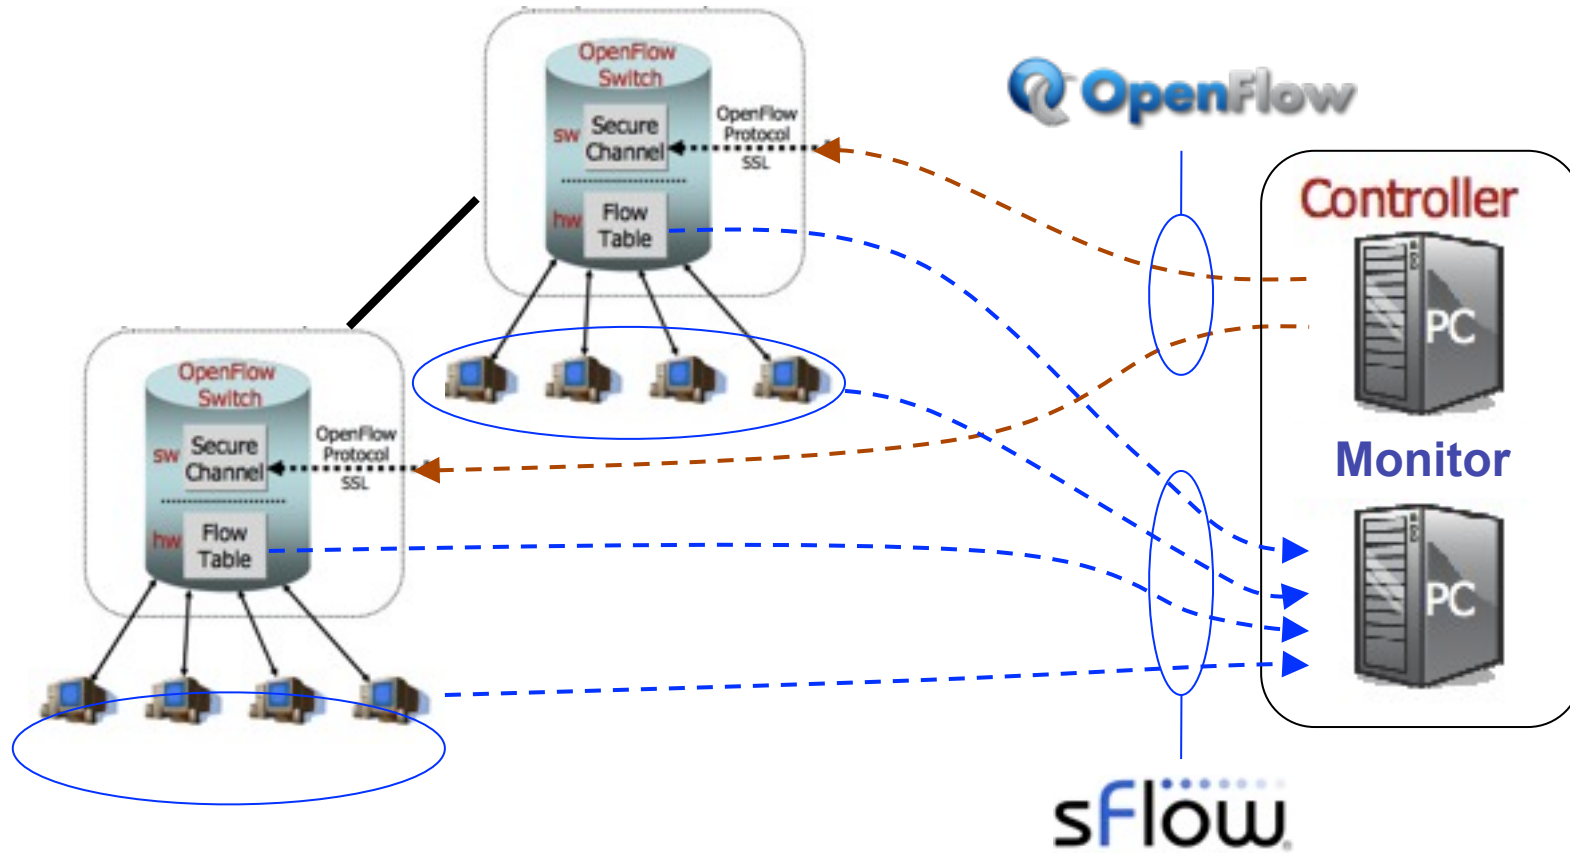 OpenFlow
Switch
sw
Secure
Channel
OpenFlow
Protocol
SSL
hw
Flow
Table
OpenFlow
Controller
PC
OpenFlow
Switch
sw
Secure
Channel
OpenFlow
Protocol
SSL
hw
Flow
Table
Monitor
PC
sFlow